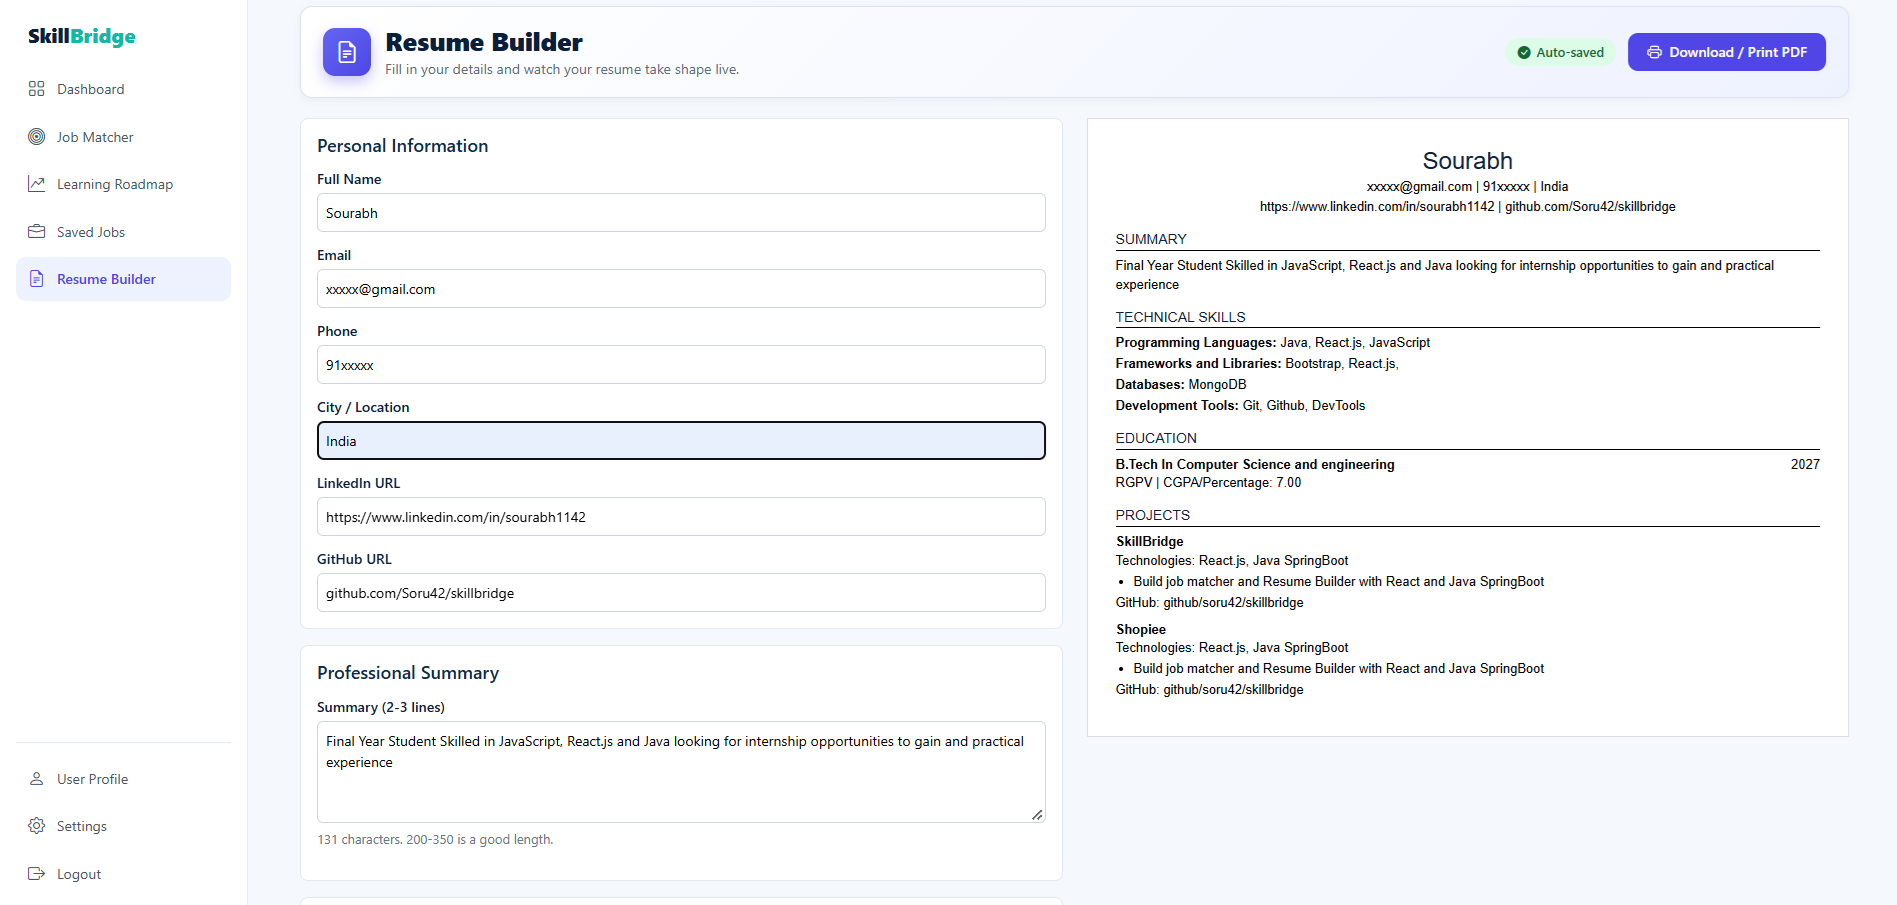 SkillBridge
Dashboard
Job Matcher
Learning Roadmap
Saved Jobs
Resume Builder
User Profile
Settings
Logout
Resume Builder
Fill in your details and watch your resume take shape live.
Auto-saved
Download / Print PDF
Personal Information
Full Name
Sourabh
Email
xxxxx@gmail.com
Phone
91xxxxx
City / Location
India
LinkedIn URL
https://www.linkedin.com/in/sourabh1142
GitHub URL
github.com/Soru42/skillbridge
Professional Summary
Summary (2-3 lines)
Final Year Student Skilled in JavaScript, React.js and Java looking for internship opportunities to gain and practical
experience
131 characters. 200-350 is a good length.
Sourabh
xxxxx@gmail.com | 91xxxxx | India
https://www.linkedin.com/in/sourabh1142 | github.com/Soru42/skillbridge
SUMMARY
Final Year Student Skilled in JavaScript, React.js and Java looking for internship opportunities to gain and practical
experience
TECHNICAL SKILLS
Programming Languages: Java, React.js, JavaScript
Frameworks and Libraries: Bootstrap, React.js,
Databases: MongoDB
Development Tools: Git, Github, DevTools
EDUCATION
B.Tech In Computer Science and engineering 2027
RGPV | CGPA/Percentage: 7.00
PROJECTS
SkillBridge
Technologies: React.js, Java SpringBoot
• Build job matcher and Resume Builder with React and Java SpringBoot
GitHub: github/soru42/skillbridge
Shopiee
Technologies: React.js, Java SpringBoot
• Build job matcher and Resume Builder with React and Java SpringBoot
GitHub: github/soru42/skillbridge